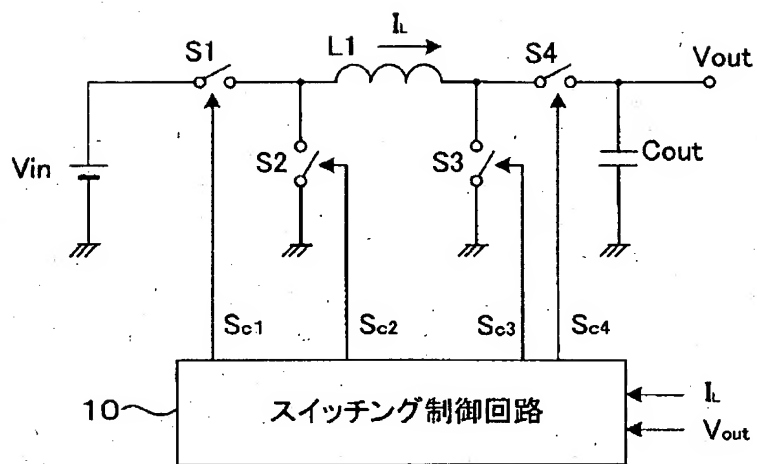 S1
L1
IL
S4
Vout
Vin
S2
S3
Cout
Sc1
Sc2
Sc3
Sc4
10
スイッチング制御回路
IL
Vout